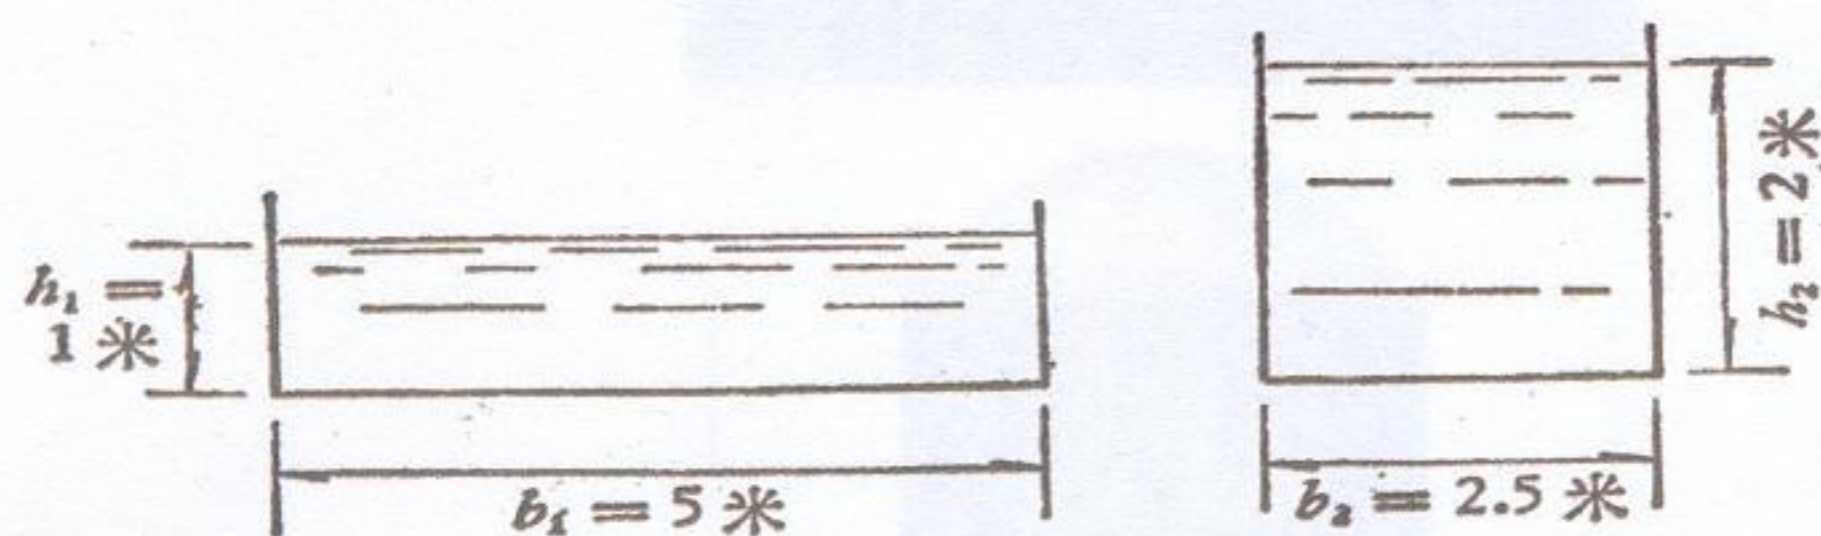 h₁ =
1 米
b₁ = 5 米
h₂ = 2 米
b₂ = 2.5 米